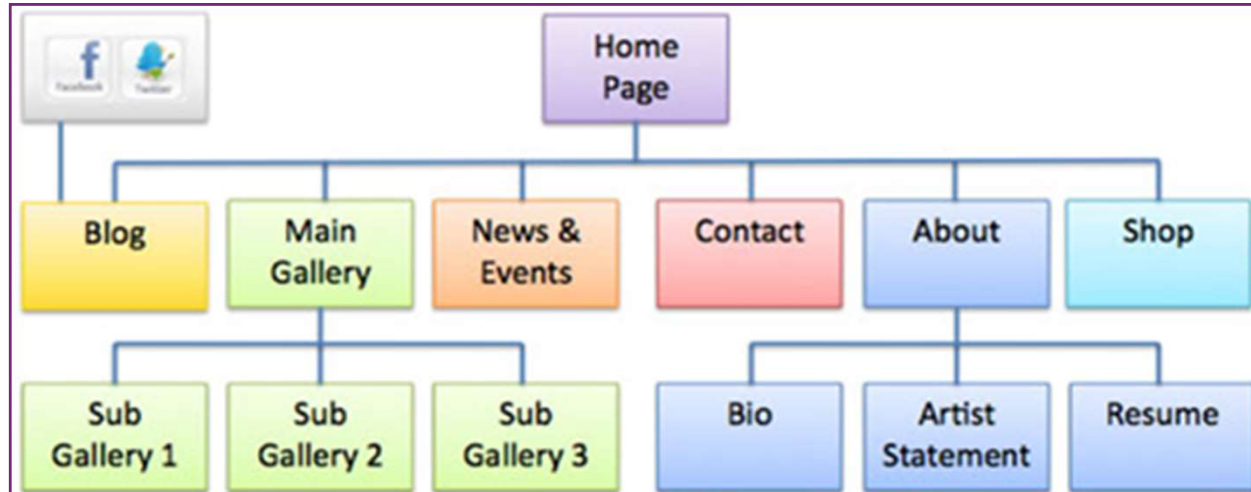 Facebook Twitter
Home
Page
Blog
Main
Gallery
News &
Events
Contact
About
Shop
Sub
Gallery 1
Sub
Gallery 2
Sub
Gallery 3
Bio
Artist
Statement
Resume